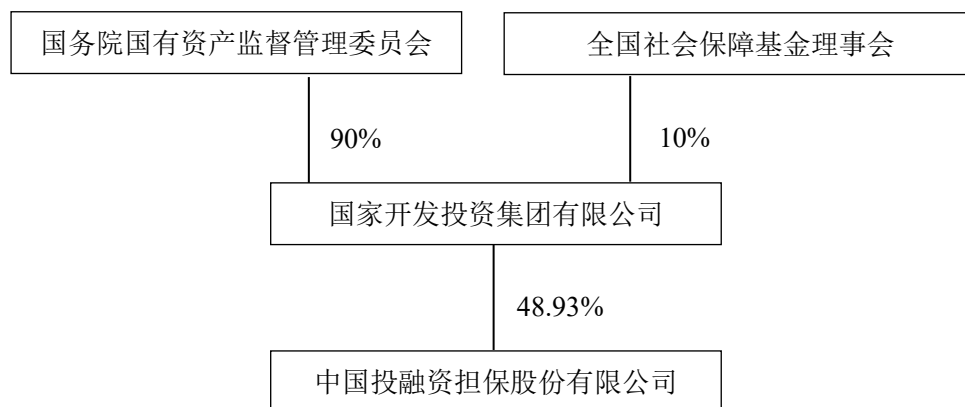 国务院国有资产监督管理委员会
全国社会保障基金理事会
90%
10%
国家开发投资集团有限公司
48.93%
中国投融资担保股份有限公司